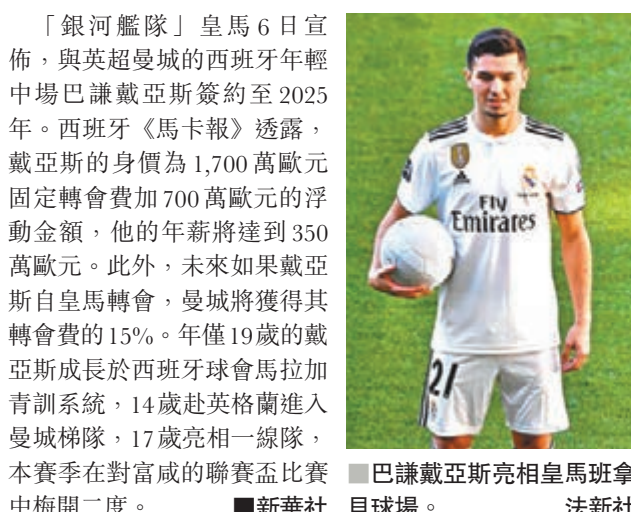 「銀河艦隊」皇馬6日宣
佈，與英超曼城的西班牙年輕
中場巴謙戴亞斯簽約至2025
年。西班牙《馬卡報》透露，
戴亞斯的身價為1,700萬歐元
固定轉會費加700萬歐元的浮
動金額，他的年薪將達到350
萬歐元。此外，未來如果戴亞
斯自皇馬轉會，曼城將獲得其
轉會費的15%。年僅19歲的戴
亞斯成長於西班牙球會馬拉加
青訓系統，14歲赴英格蘭進入
曼城梯隊，17歲亮相一線隊，
本賽季在對富咸的聯賽盃比賽
中梅開二度。 ■新華社
Fly
Emirates
adidas
21
■巴謙戴亞斯亮相皇馬班拿
貝球場。 法新社